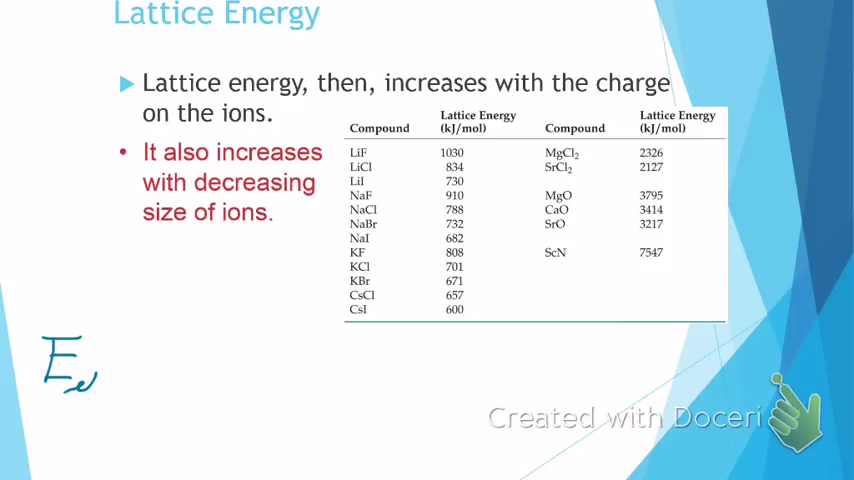 Lattice Energy
Lattice energy, then, increases with the charge
on the ions.
• It also increases
with decreasing
size of ions.
Compound Lattice Energy (kJ/mol) Compound Lattice Energy (kJ/mol)
LiF 1030 MgCl₂ 2326
LiCl 834 SrCl₂ 2127
LiI 730
NaF 910 MgO 3795
NaCl 788 CaO 3414
NaBr 732 SrO 3217
NaI 682
KF 808 ScN 7547
KCl 701
KBr 671
CsCl 657
CsI 600
E
Created with Doceri